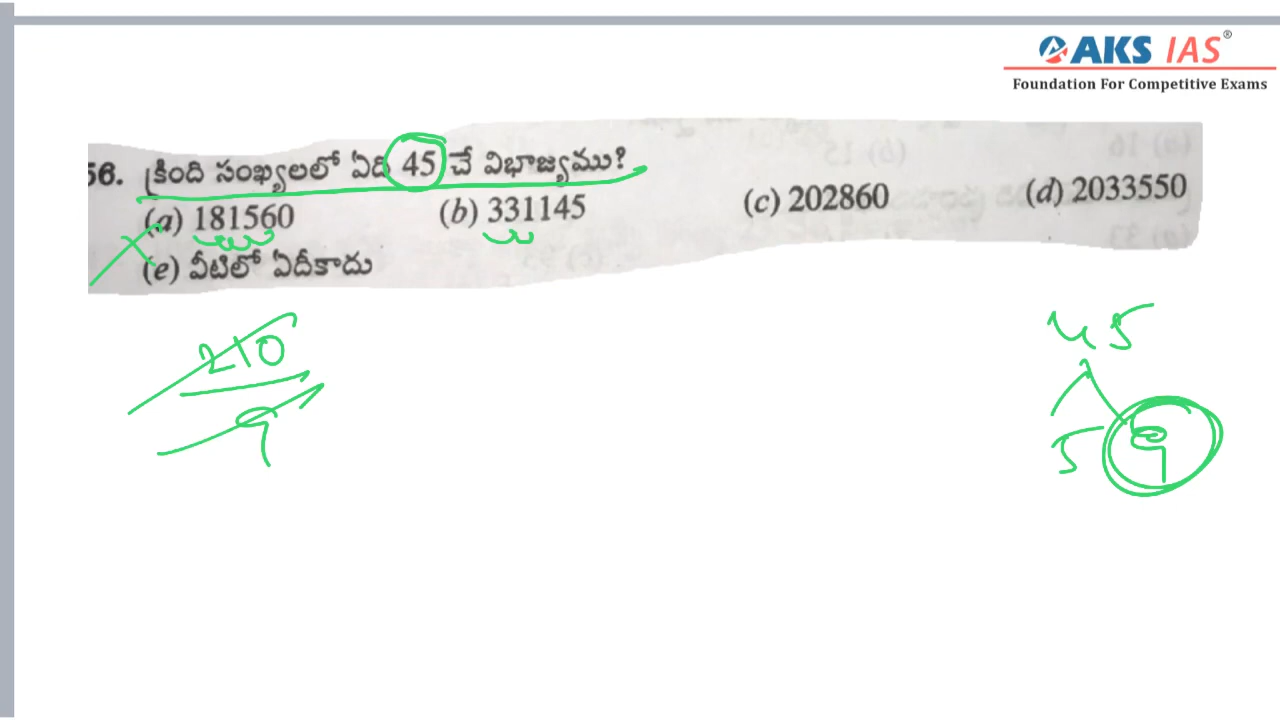 AKS IAS®
Foundation For Competitive Exams
56. క్రింది సంఖ్యలలో ఏది 45 చే విభాజ్యము?
(a) 181560 (b) 331145 (c) 202860 (d) 2033550
(e) వీటిలో ఏదీకాదు
210
9
45
5 9